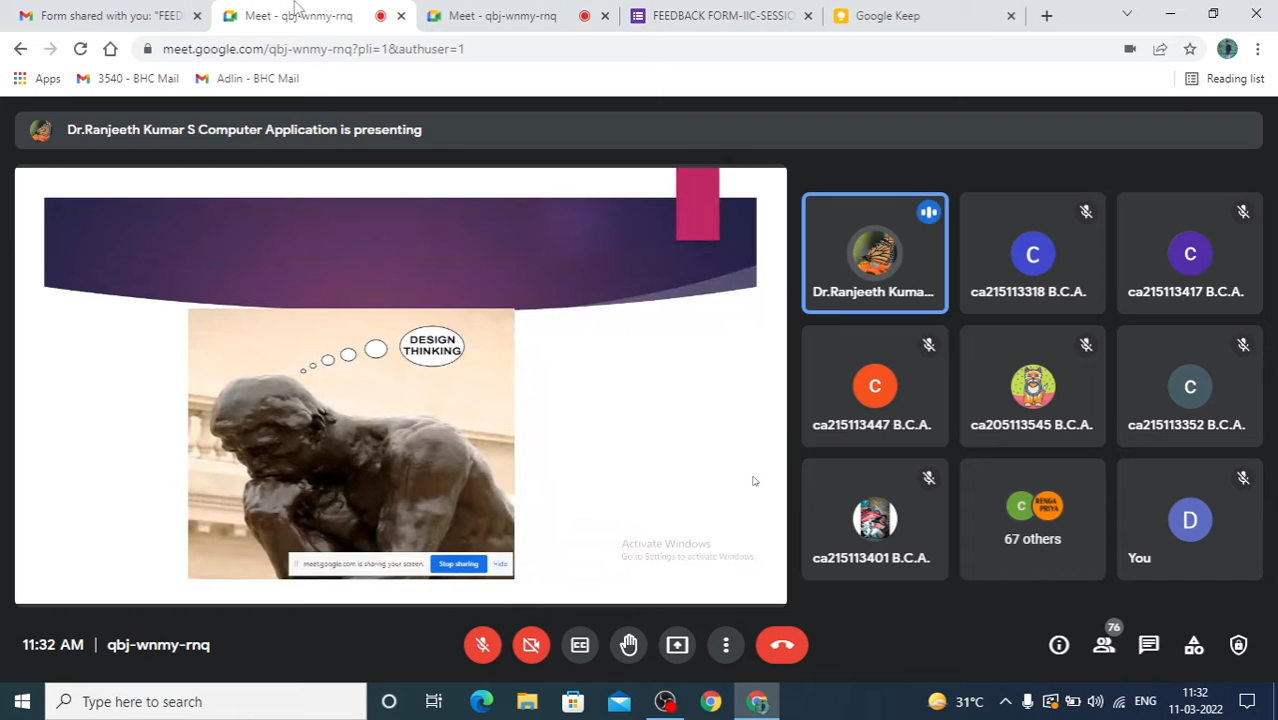 Form shared with you: "FEED
Meet - qbj-wnmy-rnq
Meet - qbj-wnmy-rnq
FEEDBACK FORM-IIC-SESSIO
Google Keep
meet.google.com/qbj-wnmy-rnq?pli=1&authuser=1
Apps
3540 - BHC Mail
Adlin - BHC Mail
Reading list
Dr.Ranjeeth Kumar S Computer Application is presenting
DESIGN
THINKING
meet.google.com is sharing your screen.
Stop sharing
Hide
Activate Windows
Go to Settings to activate Windows.
Dr.Ranjeeth Kuma...
C
ca215113318 B.C.A.
C
ca215113417 B.C.A.
C
ca215113447 B.C.A.
ca205113545 B.C.A.
C
ca215113352 B.C.A.
ca215113401 B.C.A.
C
RENGA
PRIYA
67 others
D
You
11:32 AM | qbj-wnmy-rnq
CC
76
Type here to search
31°C
ENG
11:32
11-03-2022